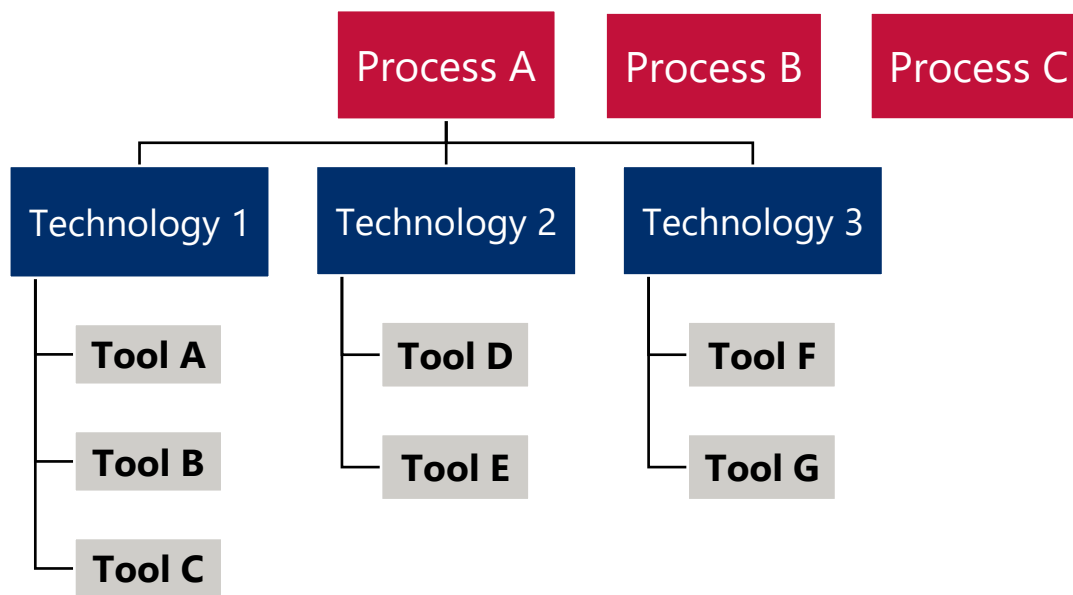 Process A
Process B
Process C
Technology 1
Technology 2
Technology 3
Tool A
Tool D
Tool F
Tool B
Tool E
Tool G
Tool C